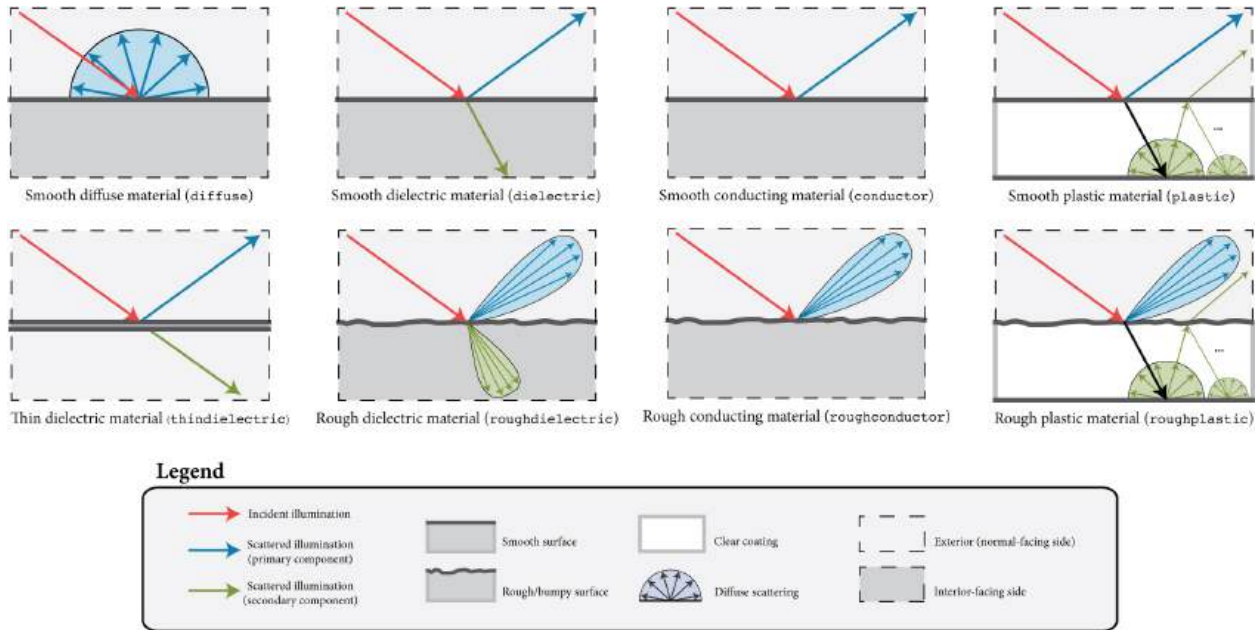 Smooth diffuse material (diffuse)
Smooth dielectric material (dielectric)
Smooth conducting material (conductor)
...
Smooth plastic material (plastic)
Thin dielectric material (thindielectric)
Rough dielectric material (roughdielectric)
Rough conducting material (roughconductor)
...
Rough plastic material (roughplastic)
Legend
Incident illumination
Scattered illumination
(primary component)
Scattered illumination
(secondary component)
Smooth surface
Rough/bumpy surface
Clear coating
Diffuse scattering
Exterior (normal-facing side)
Interior-facing side